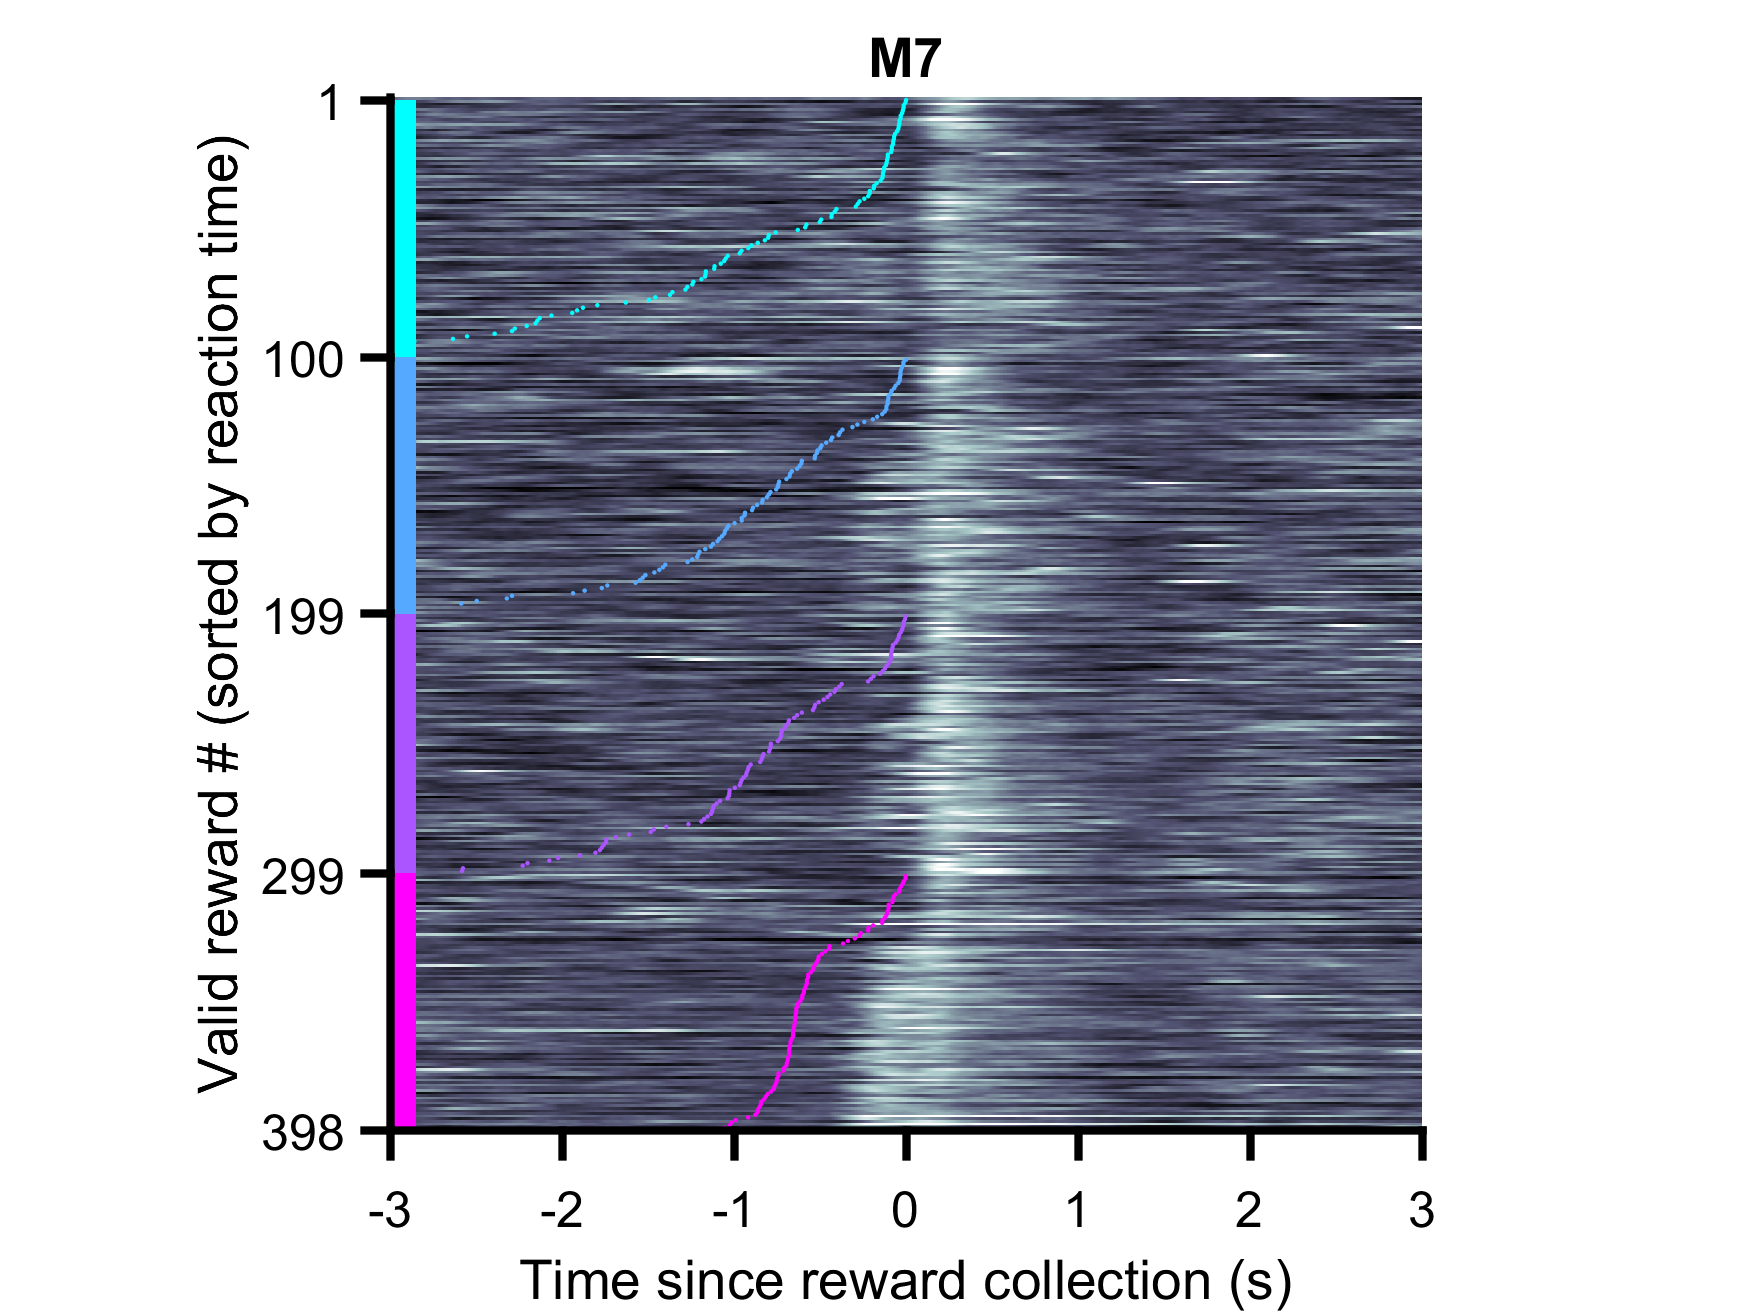 M7
Valid reward # (sorted by reaction time)
1
100
199
299
398
-3 -2 -1 0 1 2 3
Time since reward collection (s)